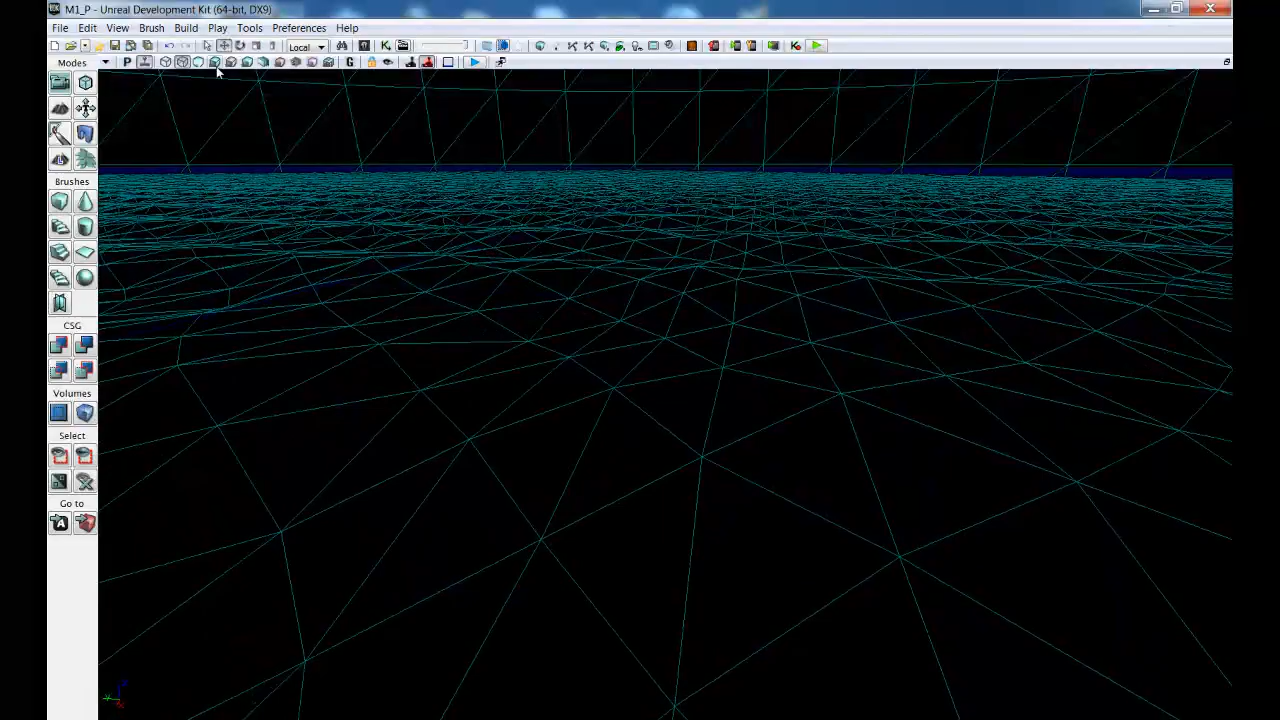 M1_P - Unreal Development Kit (64-bit, DX9)
File Edit View Brush Build Play Tools Preferences Help
Local
Modes P G
Brushes
CSG
Volumes
Select
Go to